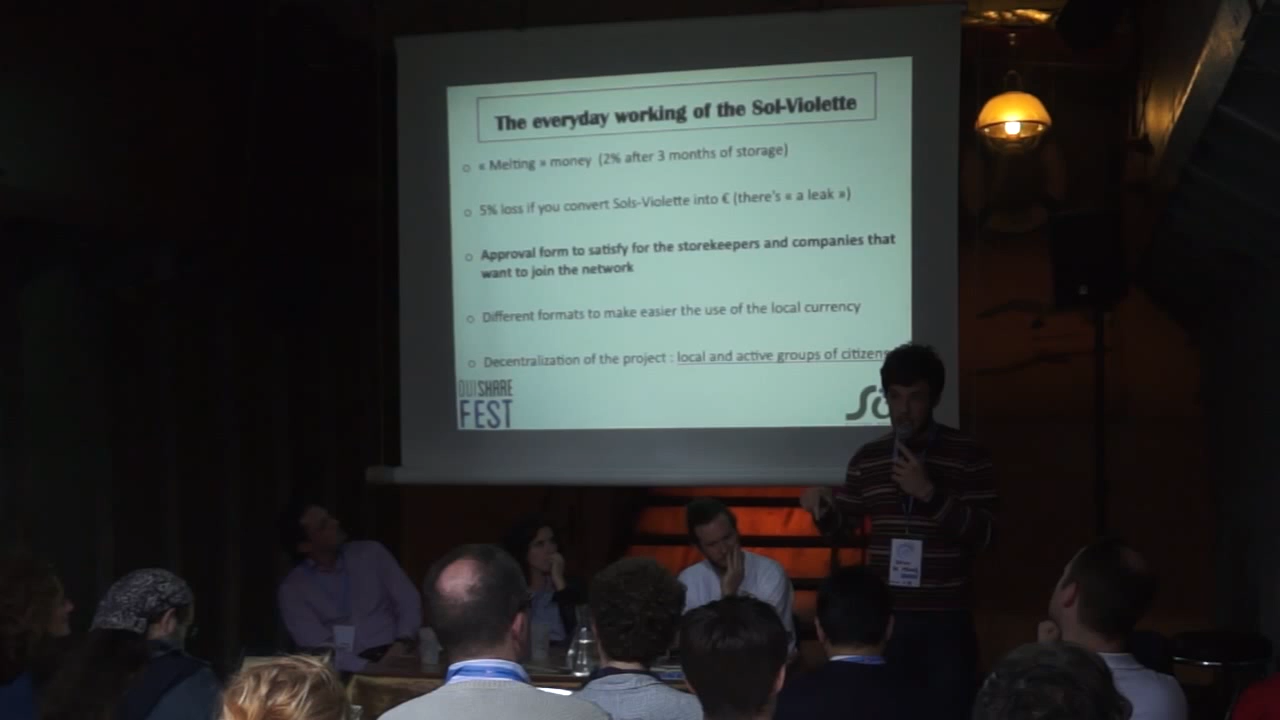 The everyday working of the Sol-Violette
« Melting » money (2% after 3 months of storage)
5% loss if you convert Sols-Violette into € (there's « a leak »)
Approval form to satisfy for the storekeepers and companies that
want to join the network
Different formats to make easier the use of the local currency
Decentralization of the project : local and active groups of citizens
OUISHARE
FEST